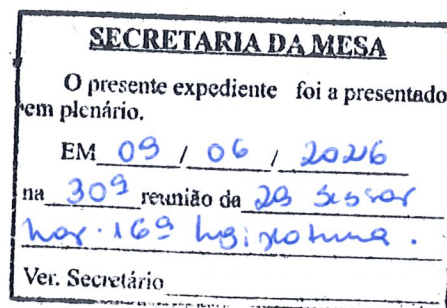 SECRETARIA DA MESA
O presente expediente foi a presentado
em plenário.
EM 09 / 06 / 2026
na 30ª reunião da 2ª sessão
16ª legislatura.
Ver. Secretário